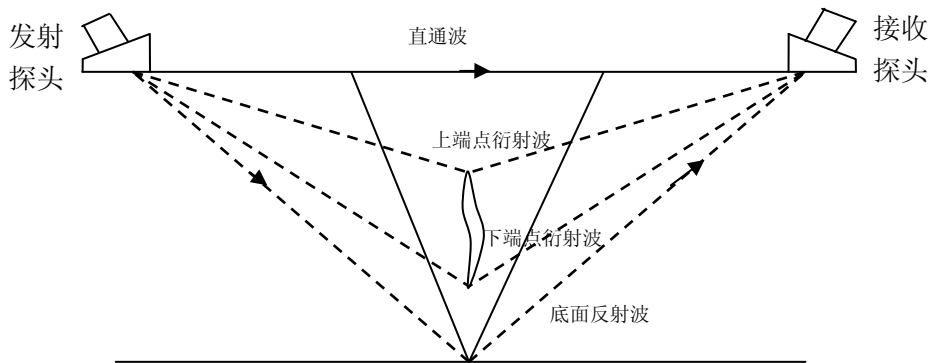 发射
探头
直通波
接收
探头
上端点衍射波
下端点衍射波
底面反射波